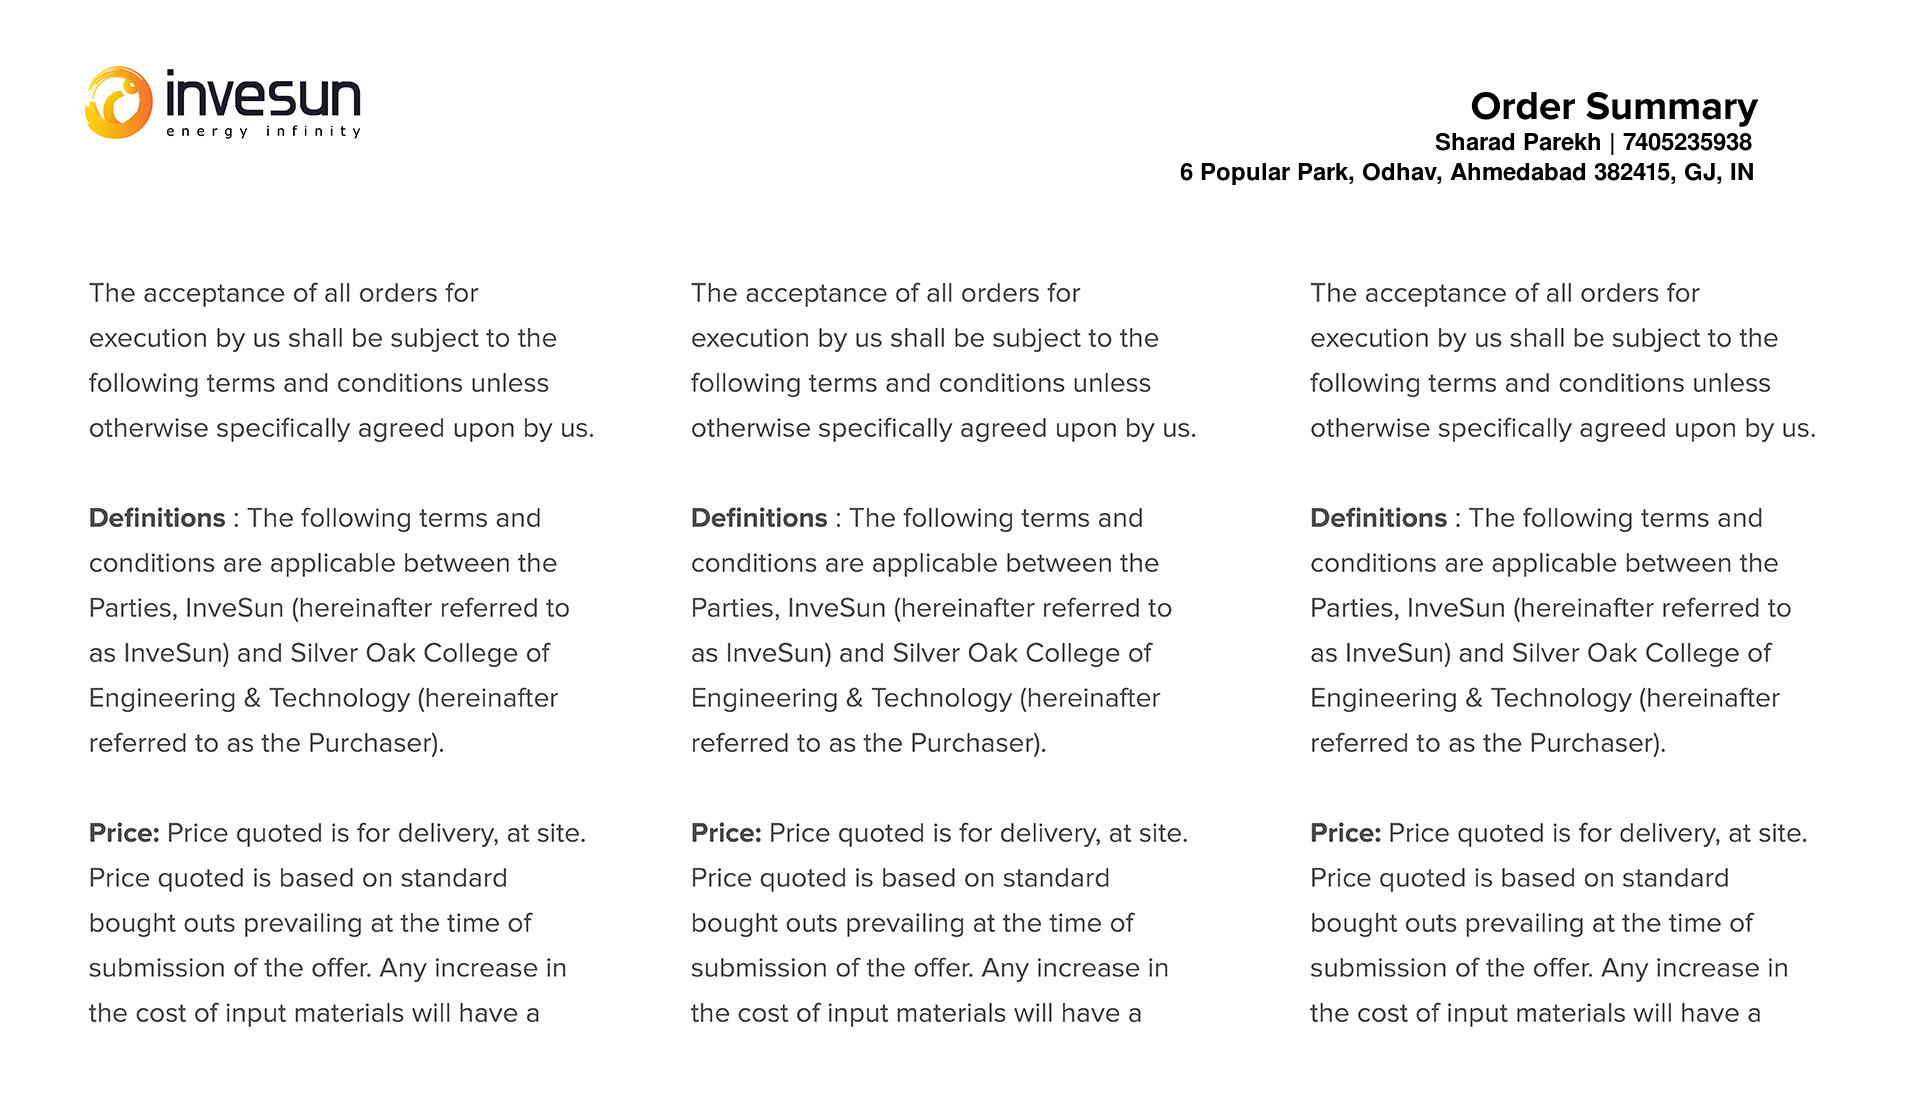 invesun
energy infinity
Order Summary
Sharad Parekh | 7405235938
6 Popular Park, Odhav, Ahmedabad 382415, GJ, IN
The acceptance of all orders for
execution by us shall be subject to the
following terms and conditions unless
otherwise specifically agreed upon by us.
Definitions : The following terms and
conditions are applicable between the
Parties, InveSun (hereinafter referred to
as InveSun) and Silver Oak College of
Engineering & Technology (hereinafter
referred to as the Purchaser).
Price: Price quoted is for delivery, at site.
Price quoted is based on standard
bought outs prevailing at the time of
submission of the offer. Any increase in
the cost of input materials will have a
The acceptance of all orders for
execution by us shall be subject to the
following terms and conditions unless
otherwise specifically agreed upon by us.
Definitions : The following terms and
conditions are applicable between the
Parties, InveSun (hereinafter referred to
as InveSun) and Silver Oak College of
Engineering & Technology (hereinafter
referred to as the Purchaser).
Price: Price quoted is for delivery, at site.
Price quoted is based on standard
bought outs prevailing at the time of
submission of the offer. Any increase in
the cost of input materials will have a
The acceptance of all orders for
execution by us shall be subject to the
following terms and conditions unless
otherwise specifically agreed upon by us.
Definitions : The following terms and
conditions are applicable between the
Parties, InveSun (hereinafter referred to
as InveSun) and Silver Oak College of
Engineering & Technology (hereinafter
referred to as the Purchaser).
Price: Price quoted is for delivery, at site.
Price quoted is based on standard
bought outs prevailing at the time of
submission of the offer. Any increase in
the cost of input materials will have a